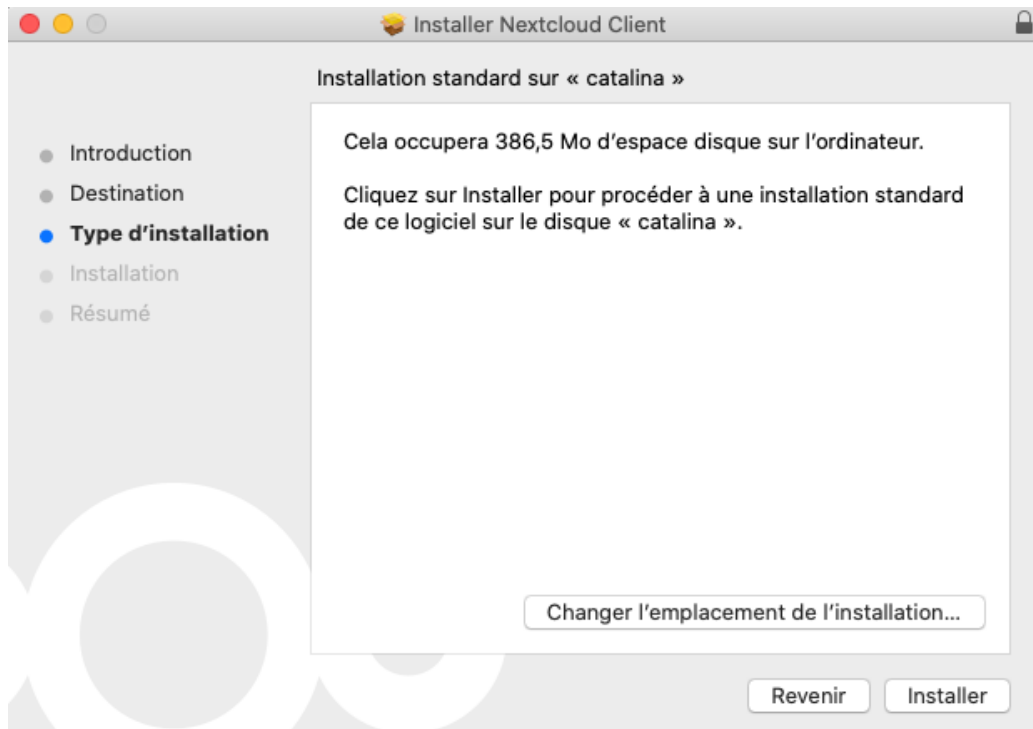 Installer Nextcloud Client
Installation standard sur « catalina »
Introduction
Destination
Type d’installation
Installation
Résumé
Cela occupera 386,5 Mo d’espace disque sur l’ordinateur.
Cliquez sur Installer pour procéder à une installation standard
de ce logiciel sur le disque « catalina ».
Changer l’emplacement de l’installation...
Revenir
Installer